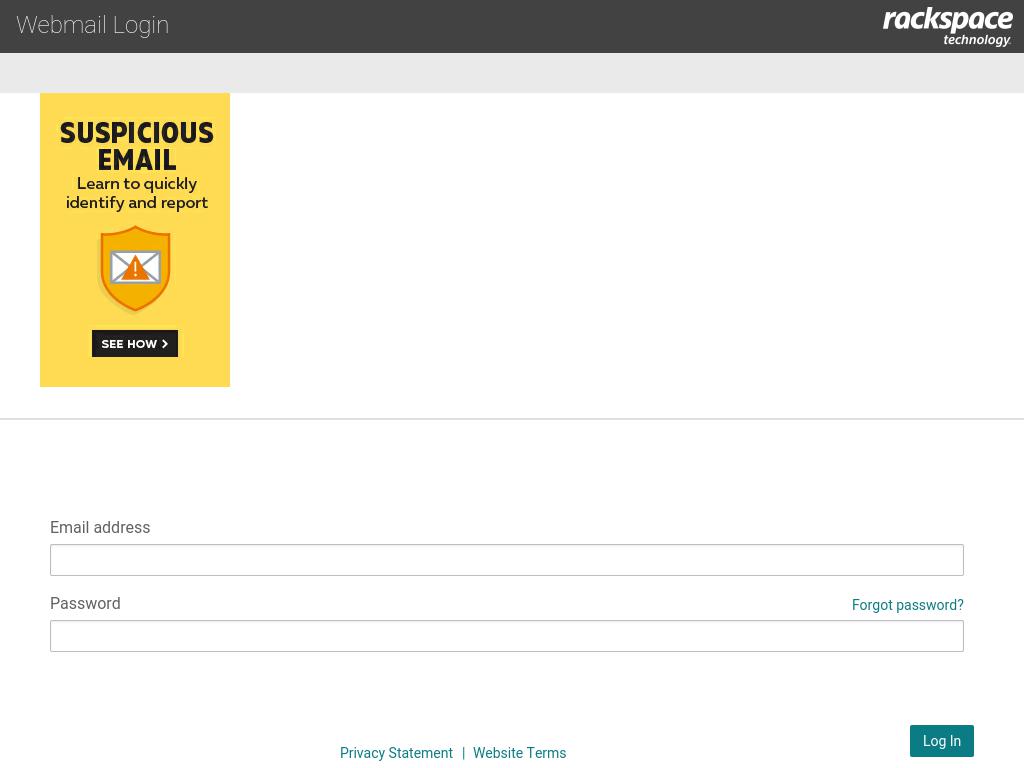 Webmail Login
rackspace
technology.
SUSPICIOUS
EMAIL
Learn to quickly
identify and report
SEE HOW >
Email address
Password
Forgot password?
Log In
Privacy Statement | Website Terms